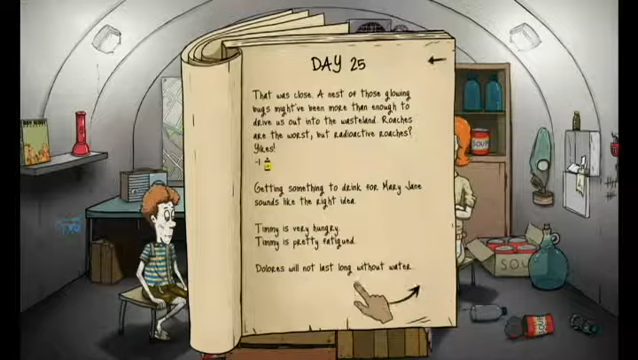 DAY 25
That was close. A nest of those glowing
bugs might've been more than enough to
drive us out into the wasteland. Roaches
are the worst, but radioactive roaches?
Yikes!
-1
Getting something to drink for Mary Jane
sounds like the right idea.
Timmy is very hungry.
Timmy is pretty fatigued.
Dolores will not last long without water.
SOUP
SOU